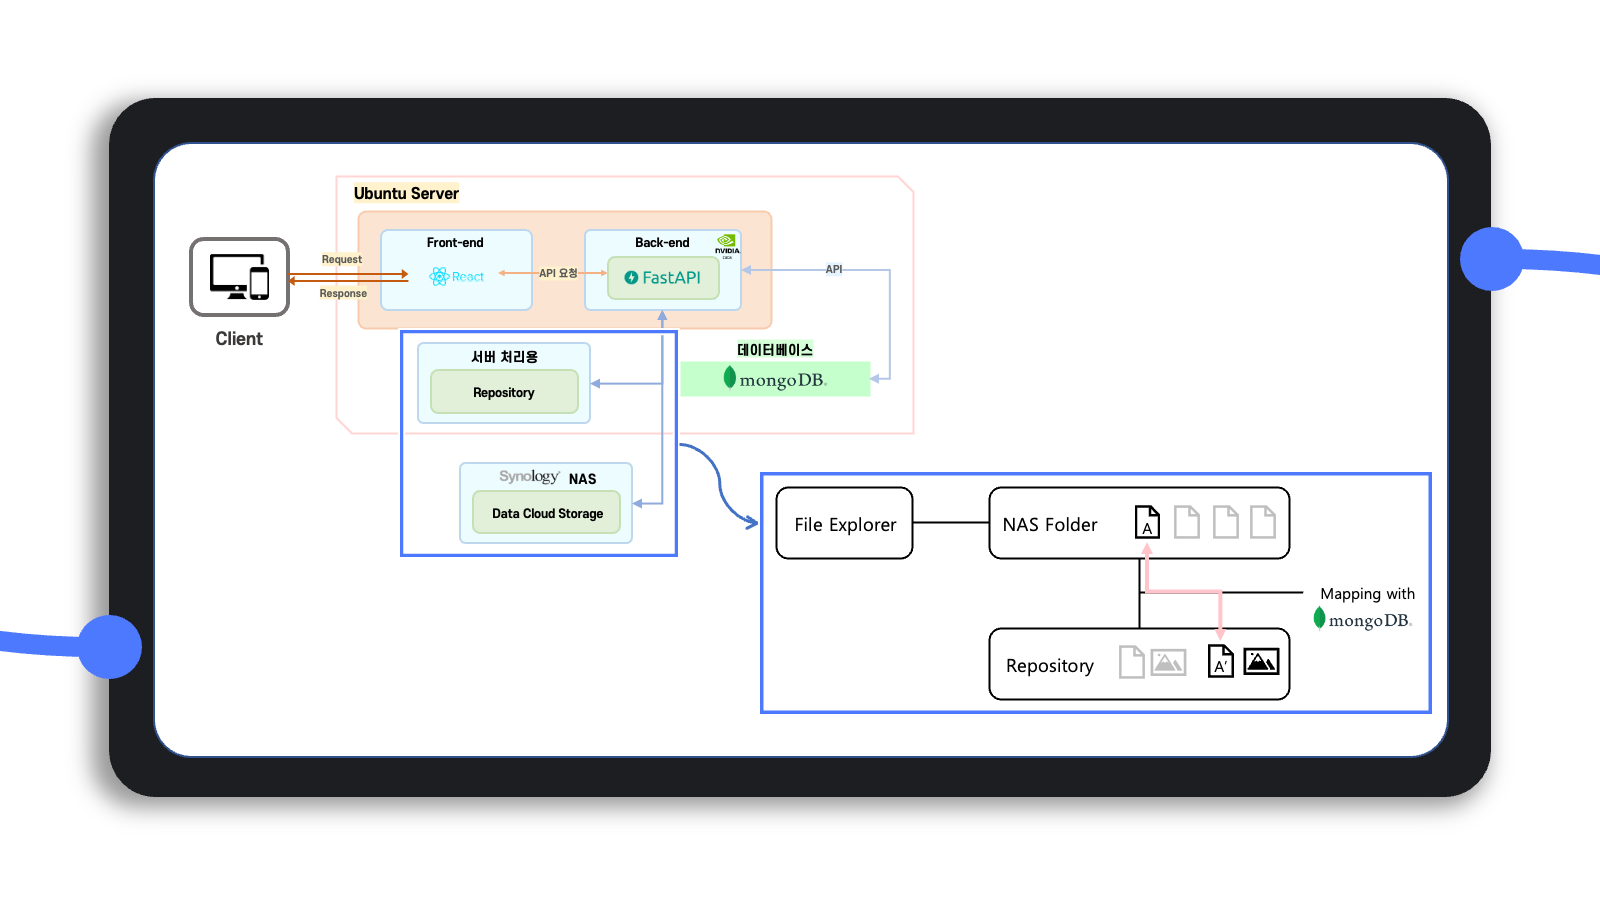 Ubuntu Server
Front-end
React
Back-end
NVIDIA
CUDA
FastAPI
Request
Response
API 요청
API
Client
서버 처리용
Repository
데이터베이스
mongoDB
Synology NAS
Data Cloud Storage
File Explorer
NAS Folder
A
Mapping with
mongoDB
Repository
A'